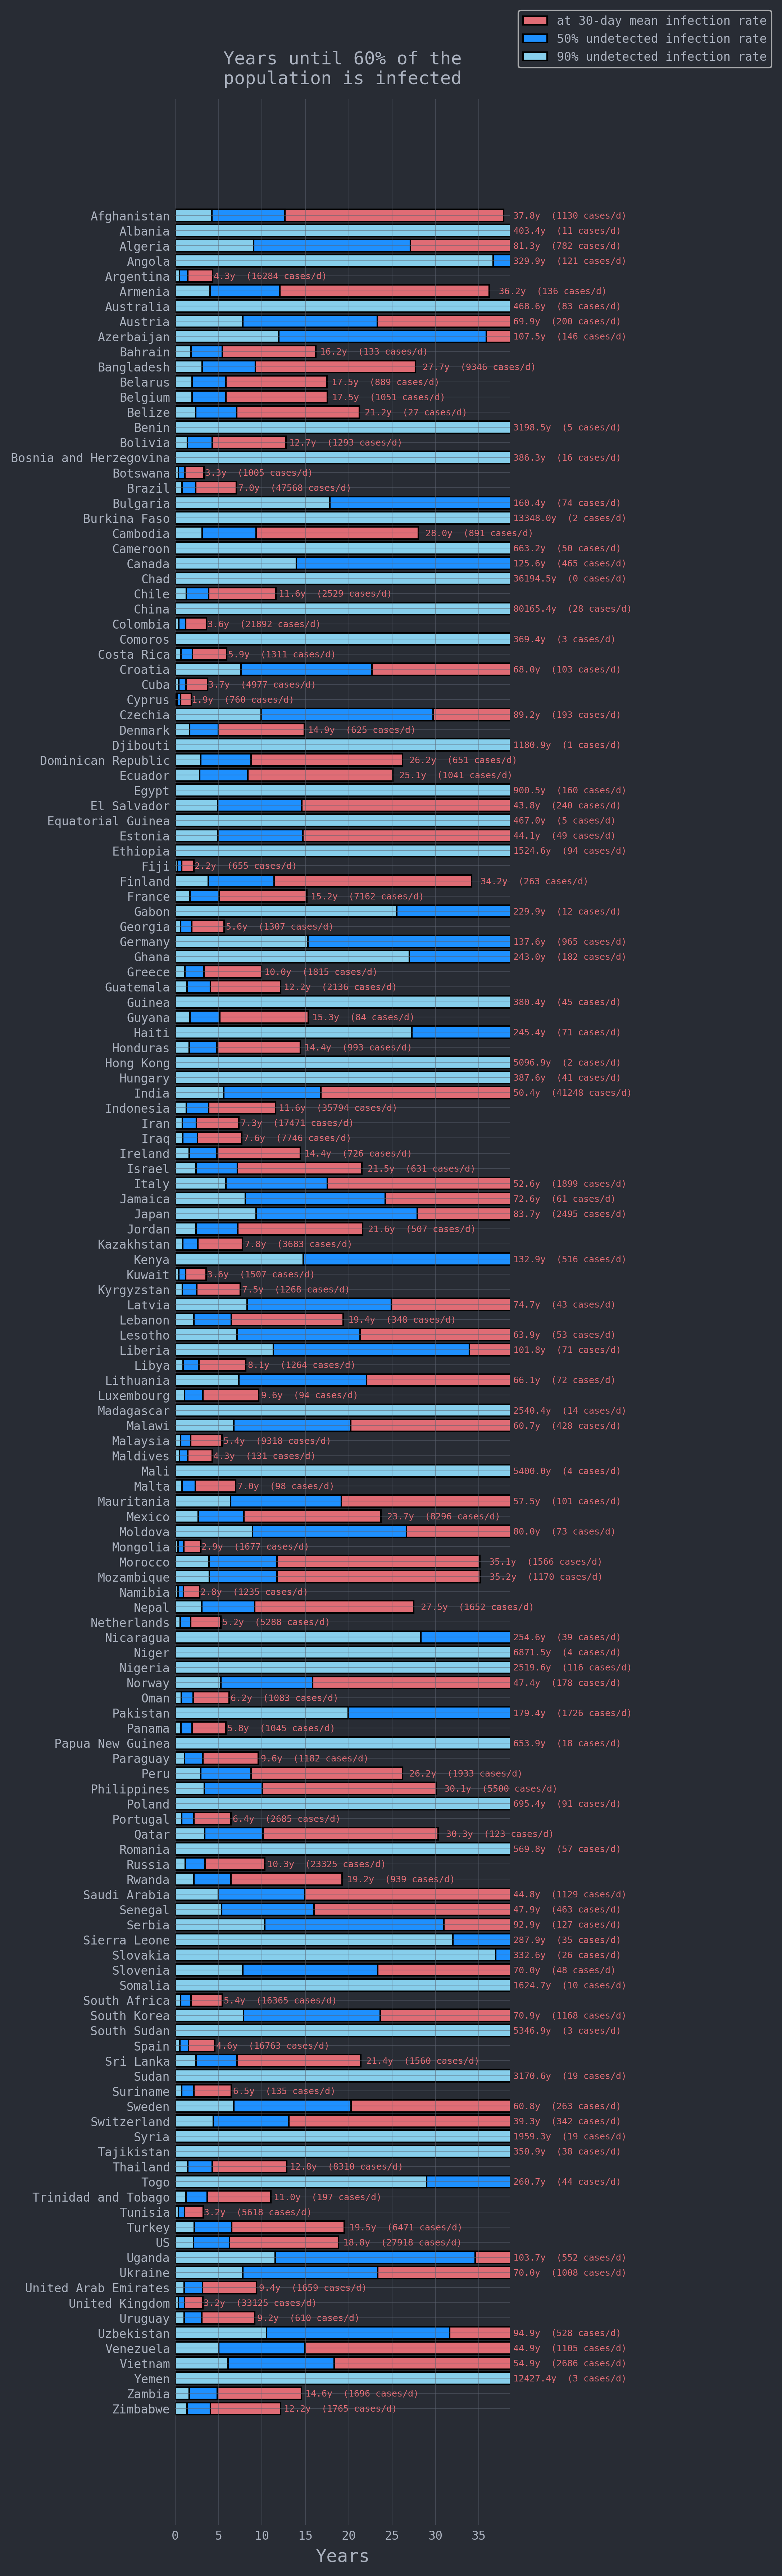 at 30-day mean infection rate
50% undetected infection rate
90% undetected infection rate
Years until 60% of the
population is infected
Afghanistan 37.8y (1130 cases/d)
Albania 403.4y (11 cases/d)
Algeria 81.3y (782 cases/d)
Angola 329.9y (121 cases/d)
Argentina 4.3y (16284 cases/d)
Armenia 36.2y (136 cases/d)
Australia 468.6y (83 cases/d)
Austria 69.9y (200 cases/d)
Azerbaijan 107.5y (146 cases/d)
Bahrain 16.2y (133 cases/d)
Bangladesh 27.7y (9346 cases/d)
Belarus 17.5y (889 cases/d)
Belgium 17.5y (1051 cases/d)
Belize 21.2y (27 cases/d)
Benin 3198.5y (5 cases/d)
Bolivia 12.7y (1293 cases/d)
Bosnia and Herzegovina 386.3y (16 cases/d)
Botswana 3.3y (1005 cases/d)
Brazil 7.0y (47568 cases/d)
Bulgaria 160.4y (74 cases/d)
Burkina Faso 13348.0y (2 cases/d)
Cambodia 28.0y (891 cases/d)
Cameroon 663.2y (50 cases/d)
Canada 125.6y (465 cases/d)
Chad 36194.5y (0 cases/d)
Chile 11.6y (2529 cases/d)
China 80165.4y (28 cases/d)
Colombia 3.6y (21892 cases/d)
Comoros 369.4y (3 cases/d)
Costa Rica 5.9y (1311 cases/d)
Croatia 68.0y (103 cases/d)
Cuba 3.7y (4977 cases/d)
Cyprus 1.9y (760 cases/d)
Czechia 89.2y (193 cases/d)
Denmark 14.9y (625 cases/d)
Djibouti 1180.9y (1 cases/d)
Dominican Republic 26.2y (651 cases/d)
Ecuador 25.1y (1041 cases/d)
Egypt 900.5y (160 cases/d)
El Salvador 43.8y (240 cases/d)
Equatorial Guinea 467.0y (5 cases/d)
Estonia 44.1y (49 cases/d)
Ethiopia 1524.6y (94 cases/d)
Fiji 2.2y (655 cases/d)
Finland 34.2y (263 cases/d)
France 15.2y (7162 cases/d)
Gabon 229.9y (12 cases/d)
Georgia 5.6y (1307 cases/d)
Germany 137.6y (965 cases/d)
Ghana 243.0y (182 cases/d)
Greece 10.0y (1815 cases/d)
Guatemala 12.2y (2136 cases/d)
Guinea 380.4y (45 cases/d)
Guyana 15.3y (84 cases/d)
Haiti 245.4y (71 cases/d)
Honduras 14.4y (993 cases/d)
Hong Kong 5096.9y (2 cases/d)
Hungary 387.6y (41 cases/d)
India 50.4y (41248 cases/d)
Indonesia 11.6y (35794 cases/d)
Iran 7.3y (17471 cases/d)
Iraq 7.6y (7746 cases/d)
Ireland 14.4y (726 cases/d)
Israel 21.5y (631 cases/d)
Italy 52.6y (1899 cases/d)
Jamaica 72.6y (61 cases/d)
Japan 83.7y (2495 cases/d)
Jordan 21.6y (507 cases/d)
Kazakhstan 7.8y (3683 cases/d)
Kenya 132.9y (516 cases/d)
Kuwait 3.6y (1507 cases/d)
Kyrgyzstan 7.5y (1268 cases/d)
Latvia 74.7y (43 cases/d)
Lebanon 19.4y (348 cases/d)
Lesotho 63.9y (53 cases/d)
Liberia 101.8y (71 cases/d)
Libya 8.1y (1264 cases/d)
Lithuania 66.1y (72 cases/d)
Luxembourg 9.6y (94 cases/d)
Madagascar 2540.4y (14 cases/d)
Malawi 60.7y (428 cases/d)
Malaysia 5.4y (9318 cases/d)
Maldives 4.3y (131 cases/d)
Mali 5400.0y (4 cases/d)
Malta 7.0y (98 cases/d)
Mauritania 57.5y (101 cases/d)
Mexico 23.7y (8296 cases/d)
Moldova 80.0y (73 cases/d)
Mongolia 2.9y (1677 cases/d)
Morocco 35.1y (1566 cases/d)
Mozambique 35.2y (1170 cases/d)
Namibia 2.8y (1235 cases/d)
Nepal 27.5y (1652 cases/d)
Netherlands 5.2y (5288 cases/d)
Nicaragua 254.6y (39 cases/d)
Niger 6871.5y (4 cases/d)
Nigeria 2519.6y (116 cases/d)
Norway 47.4y (178 cases/d)
Oman 6.2y (1083 cases/d)
Pakistan 179.4y (1726 cases/d)
Panama 5.8y (1045 cases/d)
Papua New Guinea 653.9y (18 cases/d)
Paraguay 9.6y (1182 cases/d)
Peru 26.2y (1933 cases/d)
Philippines 30.1y (5500 cases/d)
Poland 695.4y (91 cases/d)
Portugal 6.4y (2685 cases/d)
Qatar 30.3y (123 cases/d)
Romania 569.8y (57 cases/d)
Russia 10.3y (23325 cases/d)
Rwanda 19.2y (939 cases/d)
Saudi Arabia 44.8y (1129 cases/d)
Senegal 47.9y (463 cases/d)
Serbia 92.9y (127 cases/d)
Sierra Leone 287.9y (35 cases/d)
Slovakia 332.6y (26 cases/d)
Slovenia 70.0y (48 cases/d)
Somalia 1624.7y (10 cases/d)
South Africa 5.4y (16365 cases/d)
South Korea 70.9y (1168 cases/d)
South Sudan 5346.9y (3 cases/d)
Spain 4.6y (16763 cases/d)
Sri Lanka 21.4y (1560 cases/d)
Sudan 3170.6y (19 cases/d)
Suriname 6.5y (135 cases/d)
Sweden 60.8y (263 cases/d)
Switzerland 39.3y (342 cases/d)
Syria 1959.3y (19 cases/d)
Tajikistan 350.9y (38 cases/d)
Thailand 12.8y (8310 cases/d)
Togo 260.7y (44 cases/d)
Trinidad and Tobago 11.0y (197 cases/d)
Tunisia 3.2y (5618 cases/d)
Turkey 19.5y (6471 cases/d)
US 18.8y (27918 cases/d)
Uganda 103.7y (552 cases/d)
Ukraine 70.0y (1008 cases/d)
United Arab Emirates 9.4y (1659 cases/d)
United Kingdom 3.2y (33125 cases/d)
Uruguay 9.2y (610 cases/d)
Uzbekistan 94.9y (528 cases/d)
Venezuela 44.9y (1105 cases/d)
Vietnam 54.9y (2686 cases/d)
Yemen 12427.4y (3 cases/d)
Zambia 14.6y (1696 cases/d)
Zimbabwe 12.2y (1765 cases/d)
0 5 10 15 20 25 30 35
Years